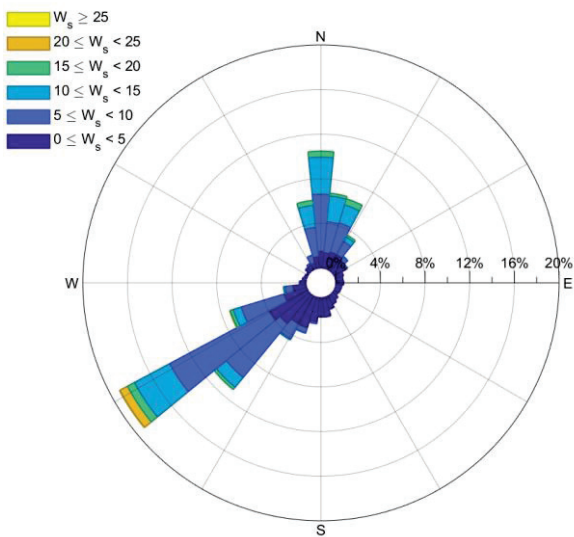 W_s ≥ 25
20 ≤ W_s < 25
15 ≤ W_s < 20
10 ≤ W_s < 15
5 ≤ W_s < 10
0 ≤ W_s < 5
N
0% 4% 8% 12% 16% 20%
W E
S